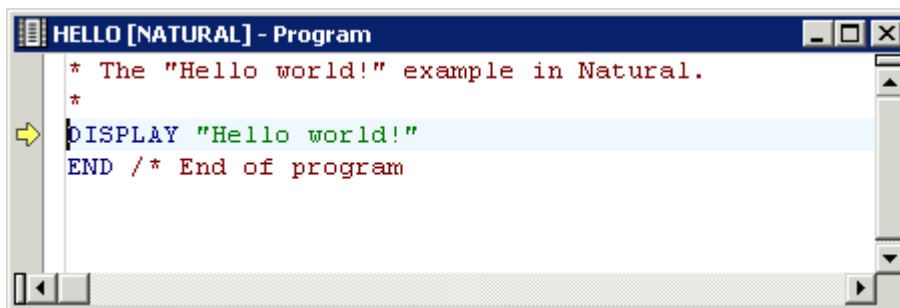 HELLO [NATURAL] - Program
* The "Hello world!" example in Natural.
*
DISPLAY "Hello world!"
END /* End of program